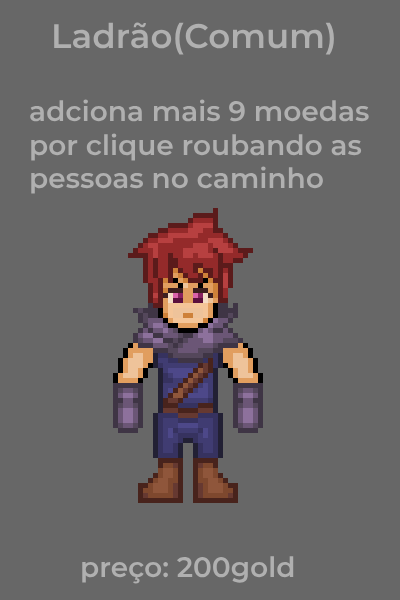 Ladrão(Comum)
adciona mais 9 moedas
por clique roubando as
pessoas no caminho
preço: 200gold